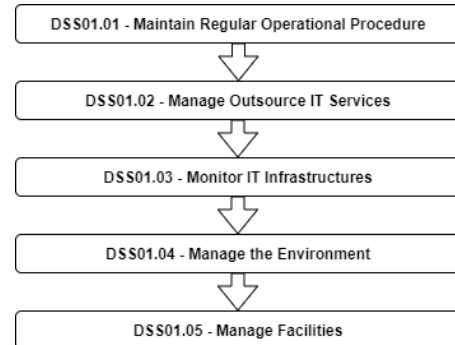 DSS01.01 - Maintain Regular Operational Procedure
DSS01.02 - Manage Outsource IT Services
DSS01.03 - Monitor IT Infrastructures
DSS01.04 - Manage the Environment
DSS01.05 - Manage Facilities